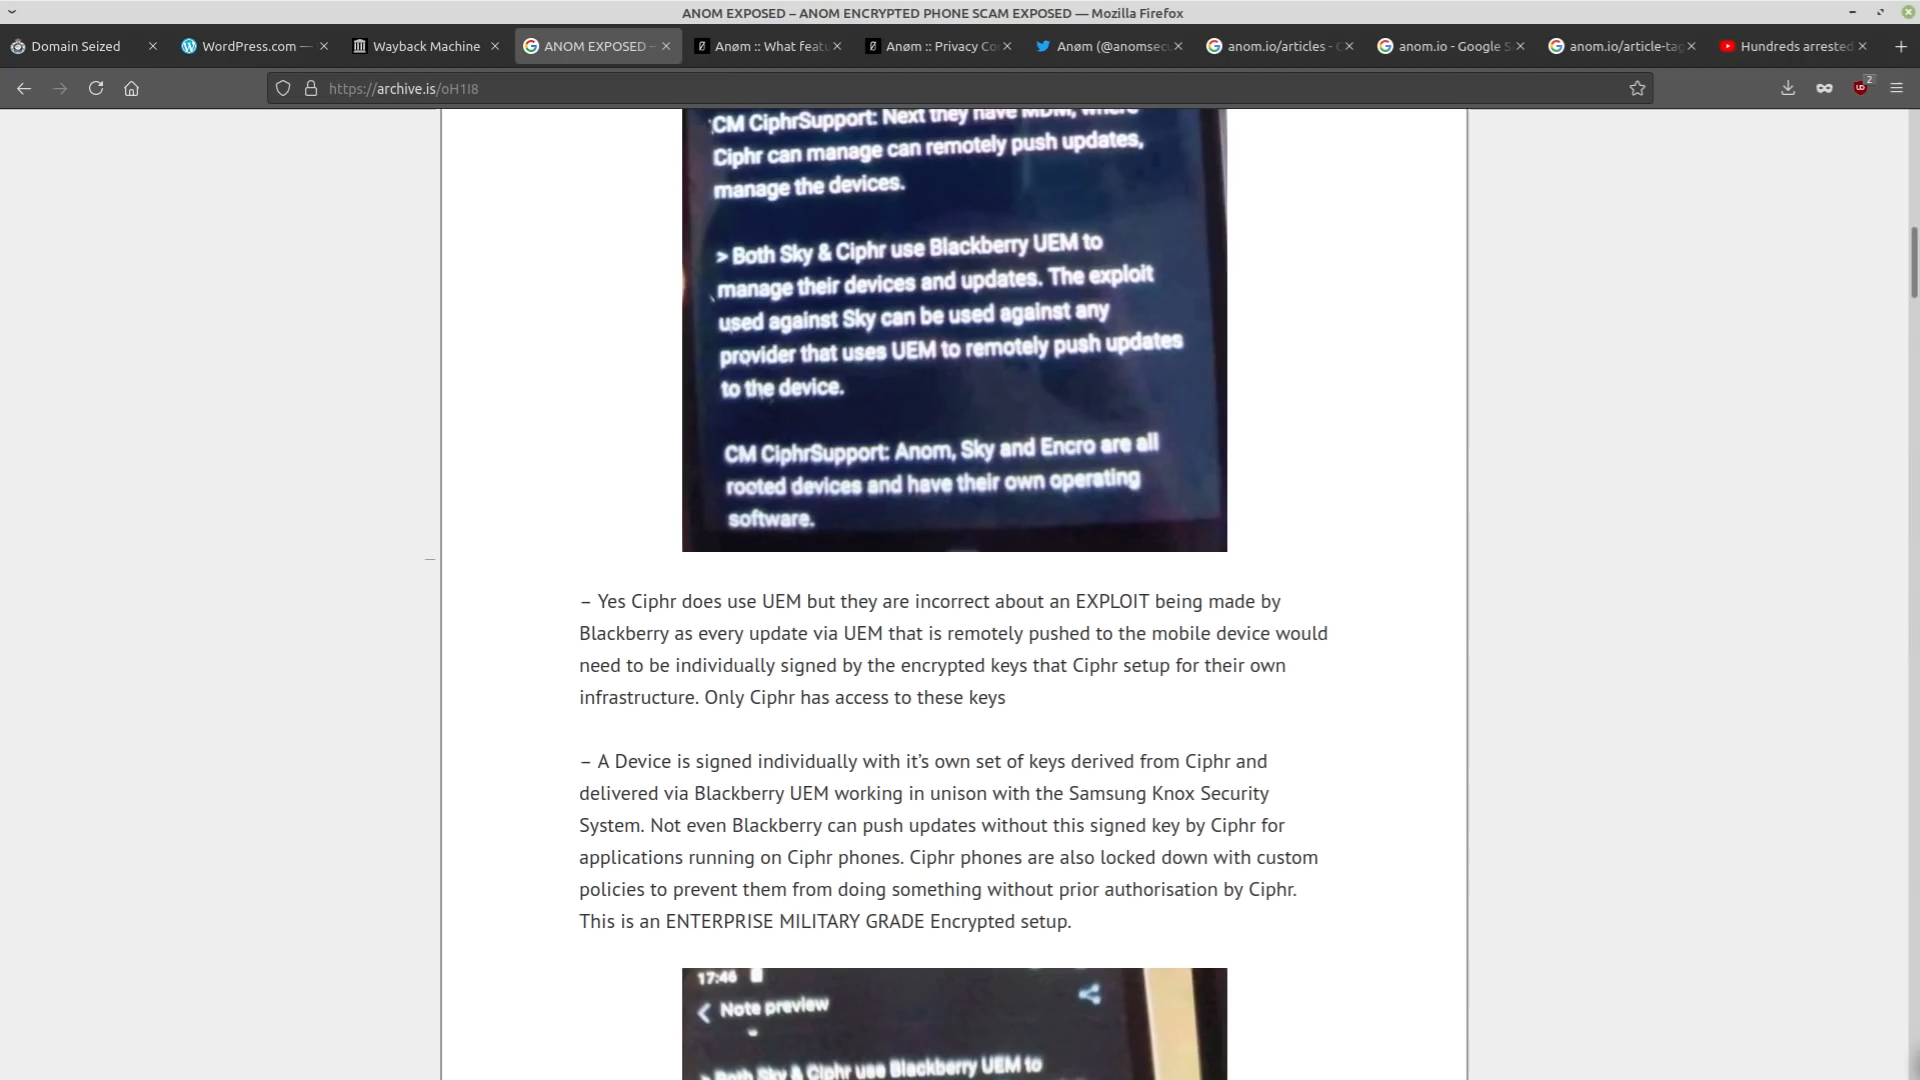 ANOM EXPOSED – ANOM ENCRYPTED PHONE SCAM EXPOSED — Mozilla Firefox
Domain Seized
WordPress.com —
Wayback Machine
ANOM EXPOSED –
Anøm :: What feat
Anøm :: Privacy Co
Anøm (@anomsec
anom.io/articles -
anom.io - Google S
anom.io/article-tag
Hundreds arrested
https://archive.is/oH1I8
2
CM CiphrSupport: Next they have MDM, where
Ciphr can manage can remotely push updates,
manage the devices.
> Both Sky & Ciphr use Blackberry UEM to
manage their devices and updates. The exploit
used against Sky can be used against any
provider that uses UEM to remotely push updates
to the device.
CM CiphrSupport: Anom, Sky and Encro are all
rooted devices and have their own operating
software.
– Yes Ciphr does use UEM but they are incorrect about an EXPLOIT being made by
Blackberry as every update via UEM that is remotely pushed to the mobile device would
need to be individually signed by the encrypted keys that Ciphr setup for their own
infrastructure. Only Ciphr has access to these keys
– A Device is signed individually with it’s own set of keys derived from Ciphr and
delivered via Blackberry UEM working in unison with the Samsung Knox Security
System. Not even Blackberry can push updates without this signed key by Ciphr for
applications running on Ciphr phones. Ciphr phones are also locked down with custom
policies to prevent them from doing something without prior authorisation by Ciphr.
This is an ENTERPRISE MILITARY GRADE Encrypted setup.
17:46
Note preview
> Both Sky & Ciphr use Blackberry UEM to